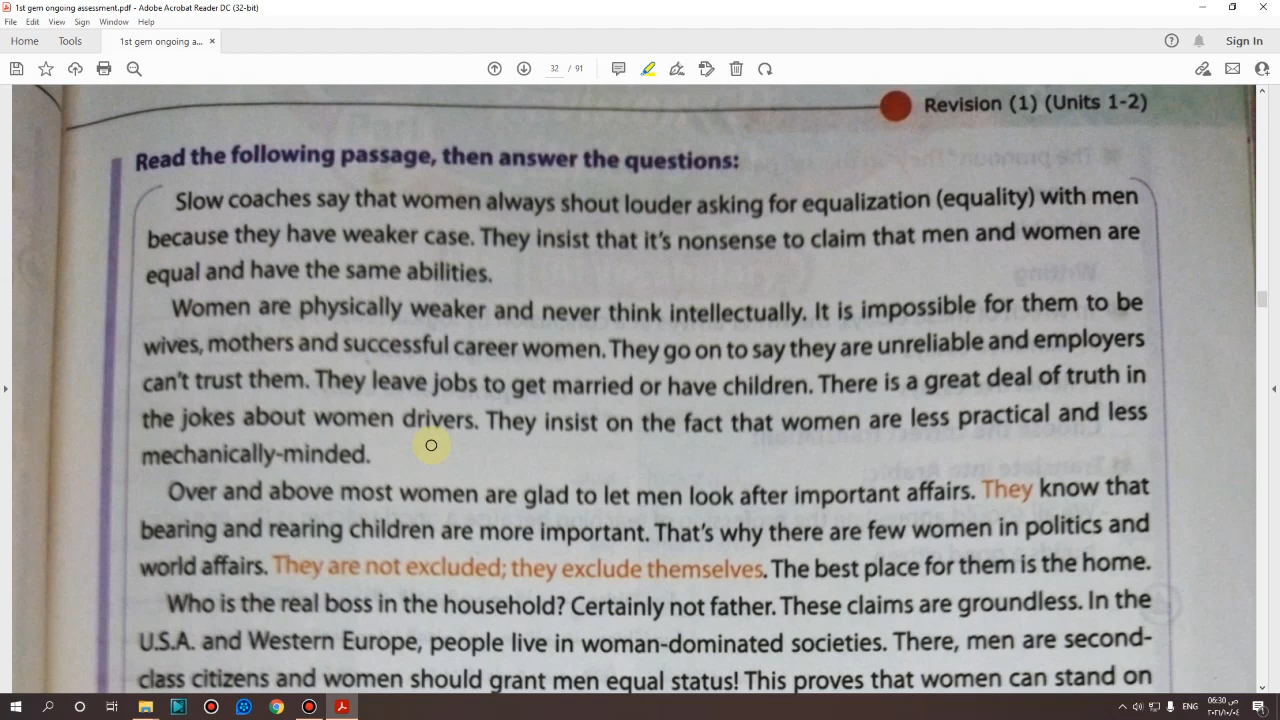 1st gem ongoing assessment.pdf - Adobe Acrobat Reader DC (32-bit)
File Edit View Sign Window Help
Home Tools 1st gem ongoing a... × Sign In
32 / 91
Revision (1) (Units 1-2)
Read the following passage, then answer the questions:
Slow coaches say that women always shout louder asking for equalization (equality) with men
because they have weaker case. They insist that it's nonsense to claim that men and women are
equal and have the same abilities.
Women are physically weaker and never think intellectually. It is impossible for them to be
wives, mothers and successful career women. They go on to say they are unreliable and employers
can't trust them. They leave jobs to get married or have children. There is a great deal of truth in
the jokes about women drivers. They insist on the fact that women are less practical and less
mechanically-minded.
Over and above most women are glad to let men look after important affairs. They know that
bearing and rearing children are more important. That's why there are few women in politics and
world affairs. They are not excluded; they exclude themselves. The best place for them is the home.
Who is the real boss in the household? Certainly not father. These claims are groundless. In the
U.S.A. and Western Europe, people live in woman-dominated societies. There, men are second-
class citizens and women should grant men equal status! This proves that women can stand on
ENG
06:30 ص